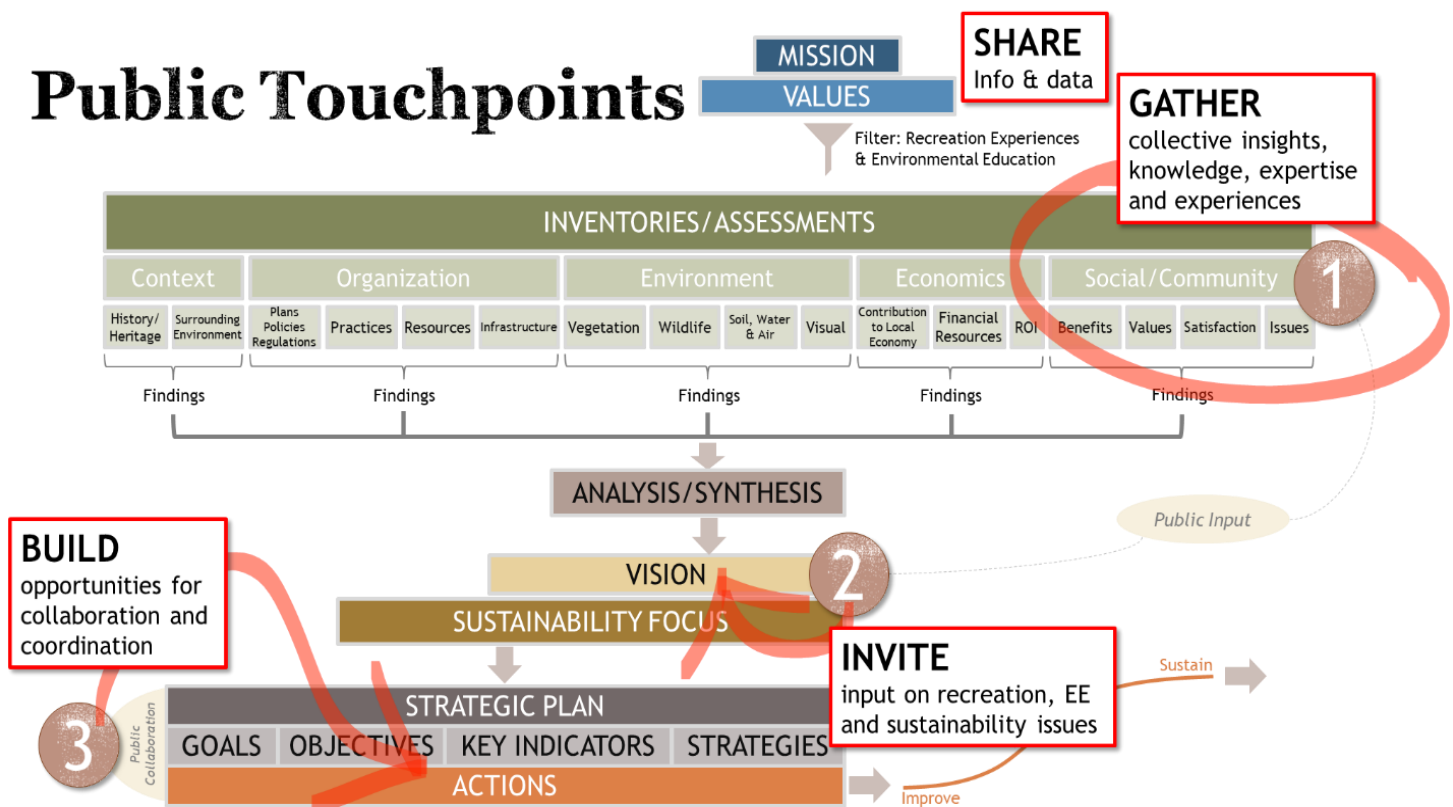 Public Touchpoints
MISSION
VALUES
SHARE
Info & data
GATHER
collective insights,
knowledge, expertise
and experiences
Filter: Recreation Experiences
& Environmental Education
INVENTORIES/ASSESSMENTS
Context
Organization
Environment
Economics
Social/Community
1
History/
Heritage
Surrounding
Environment
Plans
Policies
Regulations
Practices
Resources
Infrastructure
Vegetation
Wildlife
Soil, Water
& Air
Visual
Contribution
to Local
Economy
Financial
Resources
ROI
Benefits
Values
Satisfaction
Issues
Findings
Findings
Findings
Findings
Findings
ANALYSIS/SYNTHESIS
Public Input
BUILD
opportunities for
collaboration and
coordination
VISION
2
SUSTAINABILITY FOCUS
INVITE
input on recreation, EE
and sustainability issues
Sustain
3
Public
Collaboration
STRATEGIC PLAN
GOALS
OBJECTIVES
KEY INDICATORS
STRATEGIES
ACTIONS
Improve